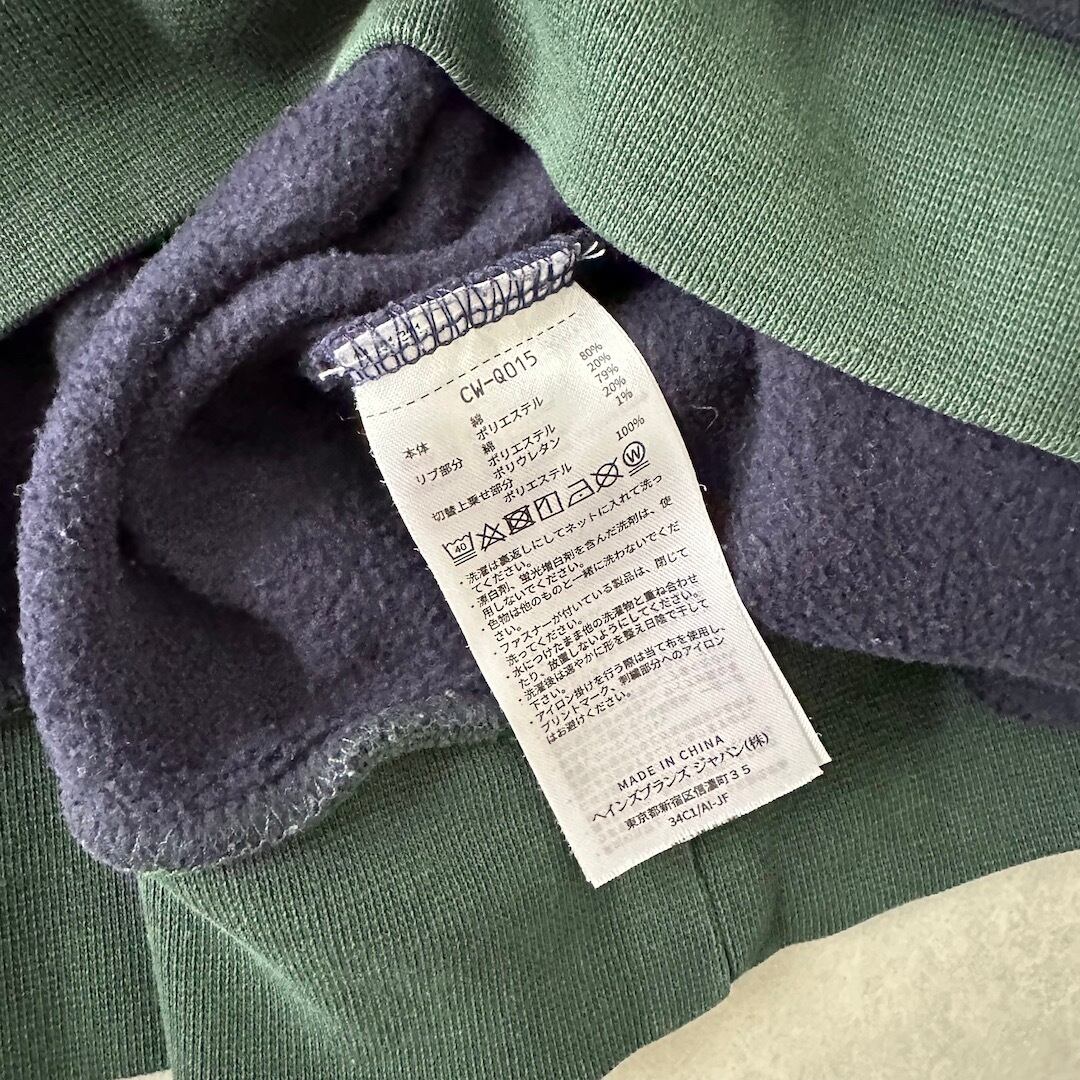 CW-Q015
本体 綿 80%
ポリエステル 20%
リブ部分 綿 79%
ポリエステル 20%
ポリウレタン 1%
切替上乗せ部分
ポリエステル 100%
40 W
・洗濯は裏返しにしてネットに入れて洗っ
てください。
・漂白剤、蛍光増白剤を含んだ洗剤は、使
用しないでください。
・色物は他のものと一緒に洗わないでくだ
さい。
・ファスナーが付いている製品は、閉じて
洗ってください。
・水につけたまま他の洗濯物と重ね合わせ
たり、放置しないようにしてください。
・洗濯後は速やかに形を整え日陰で干して
下さい。
・アイロン掛けを行う際は当て布を使用し、
プリントマーク、刺繍部分へのアイロン
はお避けください。
MADE IN CHINA
ヘインズブランズ ジャパン(株)
東京都新宿区信濃町35
34C1/AI-JF